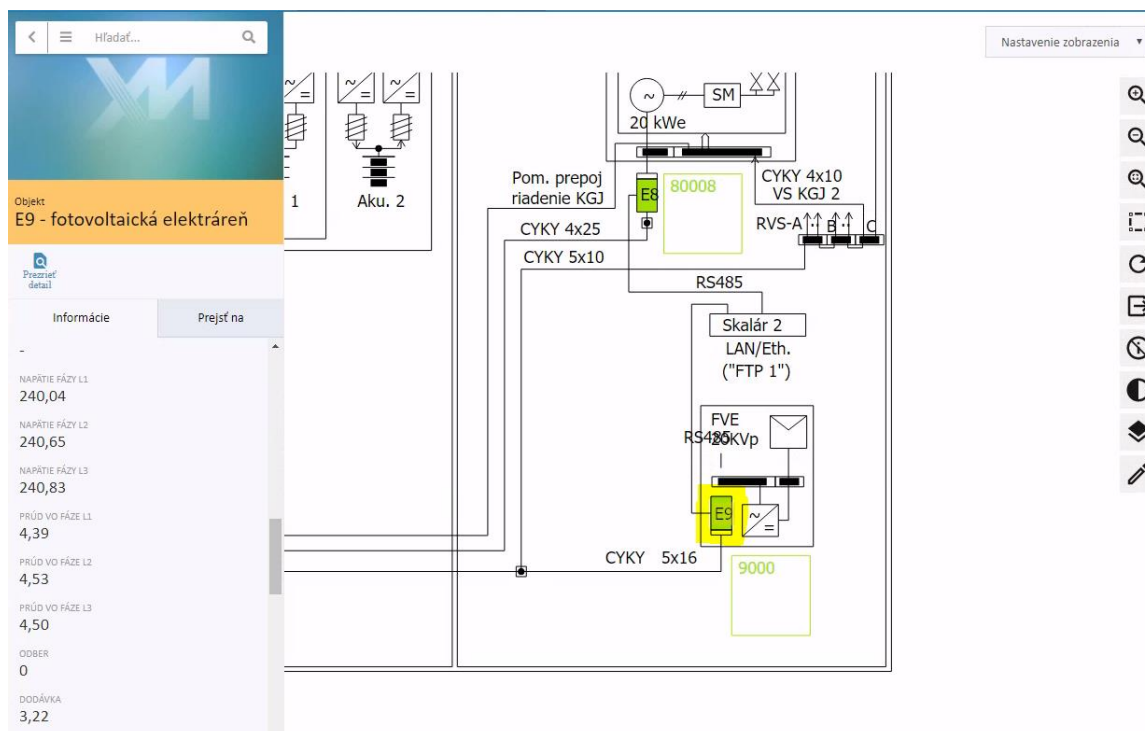 Hľadať...
Nastavenie zobrazenia
Objekt
E9 - fotovoltaická elektráreň
Prezrieť
detail
Informácie
Prejsť na
-
NAPÄTIE FÁZY L1
240,04
NAPÄTIE FÁZY L2
240,65
NAPÄTIE FÁZY L3
240,83
PRÚD VO FÁZE L1
4,39
PRÚD VO FÁZE L2
4,53
PRÚD VO FÁZE L3
4,50
ODBER
0
DODÁVKA
3,22
1
Aku. 2
SM
20 kWe
Pom. prepoj
riadenie KGJ
E8
80008
CYKY 4x10
VS KGJ 2
CYKY 4x25
RVS-A
B
C
CYKY 5x10
RS485
Skalár 2
LAN/Eth.
("FTP 1")
FVE
RS485
20KVp
E9
CYKY 5x16
9000